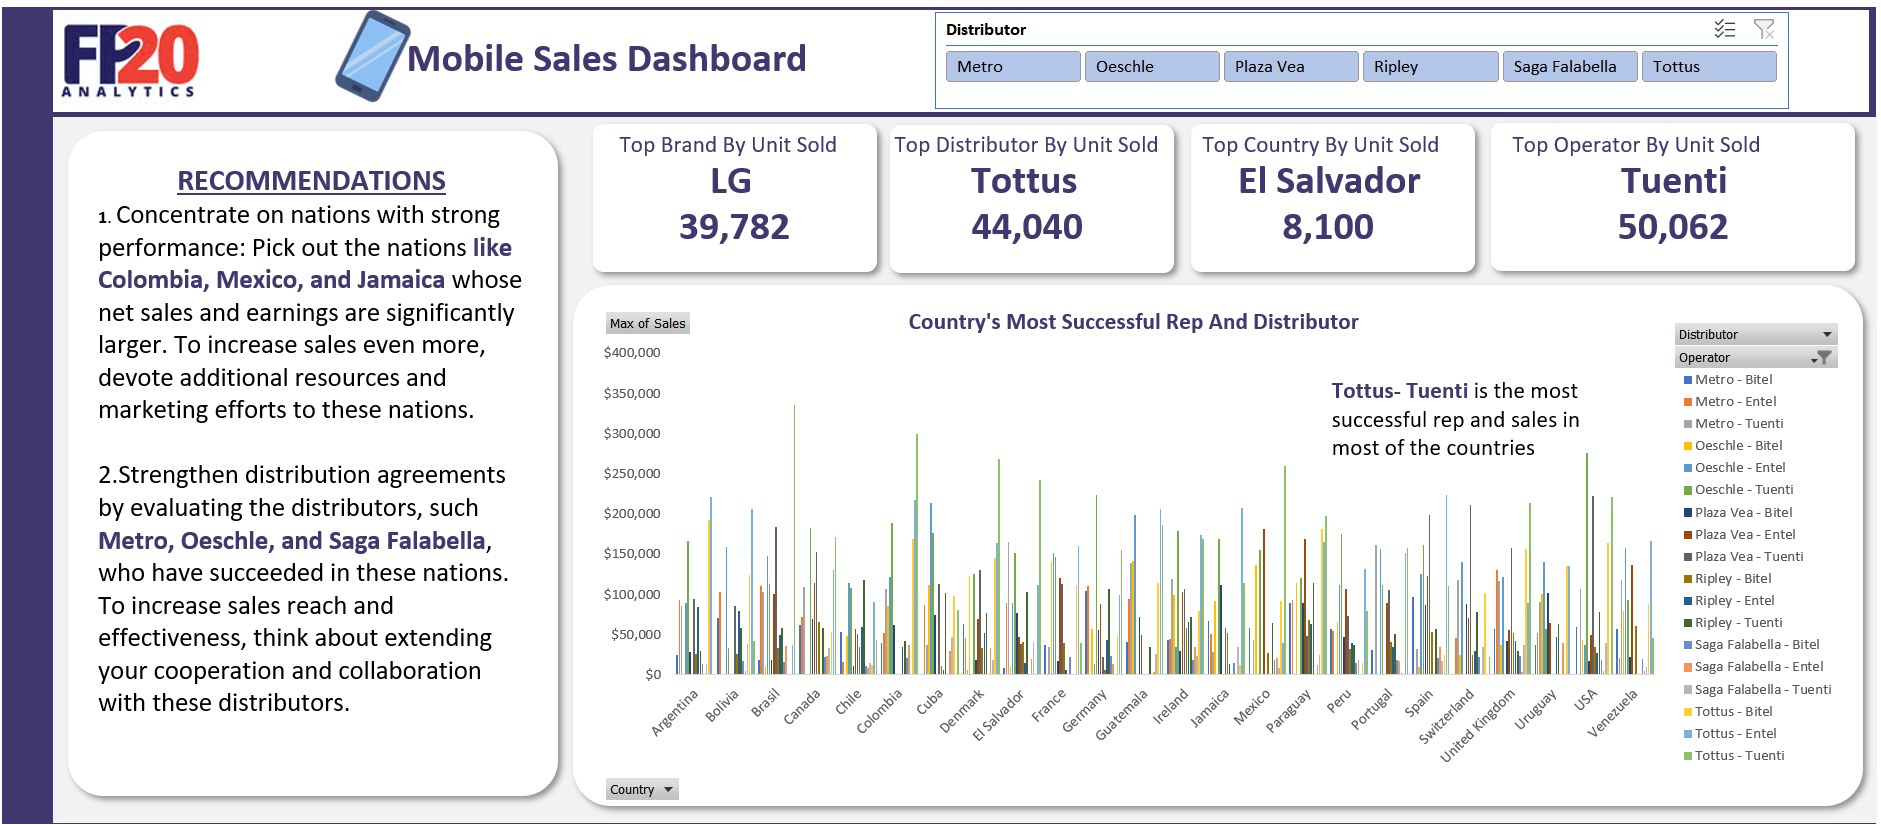 FP20
ANALYTICS
Mobile Sales Dashboard
Distributor
Metro
Oeschle
Plaza Vea
Ripley
Saga Falabella
Tottus
RECOMMENDATIONS
1. Concentrate on nations with strong
performance: Pick out the nations like
Colombia, Mexico, and Jamaica whose
net sales and earnings are significantly
larger. To increase sales even more,
devote additional resources and
marketing efforts to these nations.
2.Strengthen distribution agreements
by evaluating the distributors, such
Metro, Oeschle, and Saga Falabella,
who have succeeded in these nations.
To increase sales reach and
effectiveness, think about extending
your cooperation and collaboration
with these distributors.
Top Brand By Unit Sold
LG
39,782
Top Distributor By Unit Sold
Tottus
44,040
Top Country By Unit Sold
El Salvador
8,100
Top Operator By Unit Sold
Tuenti
50,062
Max of Sales
Country's Most Successful Rep And Distributor
$400,000
$350,000
$300,000
$250,000
$200,000
$150,000
$100,000
$50,000
$0
Tottus- Tuenti is the most
successful rep and sales in
most of the countries
Argentina
Bolivia
Brasil
Canada
Chile
Colombia
Cuba
Denmark
El Salvador
France
Germany
Guatemala
Ireland
Jamaica
Mexico
Paraguay
Peru
Portugal
Spain
Switzerland
United Kingdom
Uruguay
USA
Venezuela
Distributor
Operator
Metro - Bitel
Metro - Entel
Metro - Tuenti
Oeschle - Bitel
Oeschle - Entel
Oeschle - Tuenti
Plaza Vea - Bitel
Plaza Vea - Entel
Plaza Vea - Tuenti
Ripley - Bitel
Ripley - Entel
Ripley - Tuenti
Saga Falabella - Bitel
Saga Falabella - Entel
Saga Falabella - Tuenti
Tottus - Bitel
Tottus - Entel
Tottus - Tuenti
Country